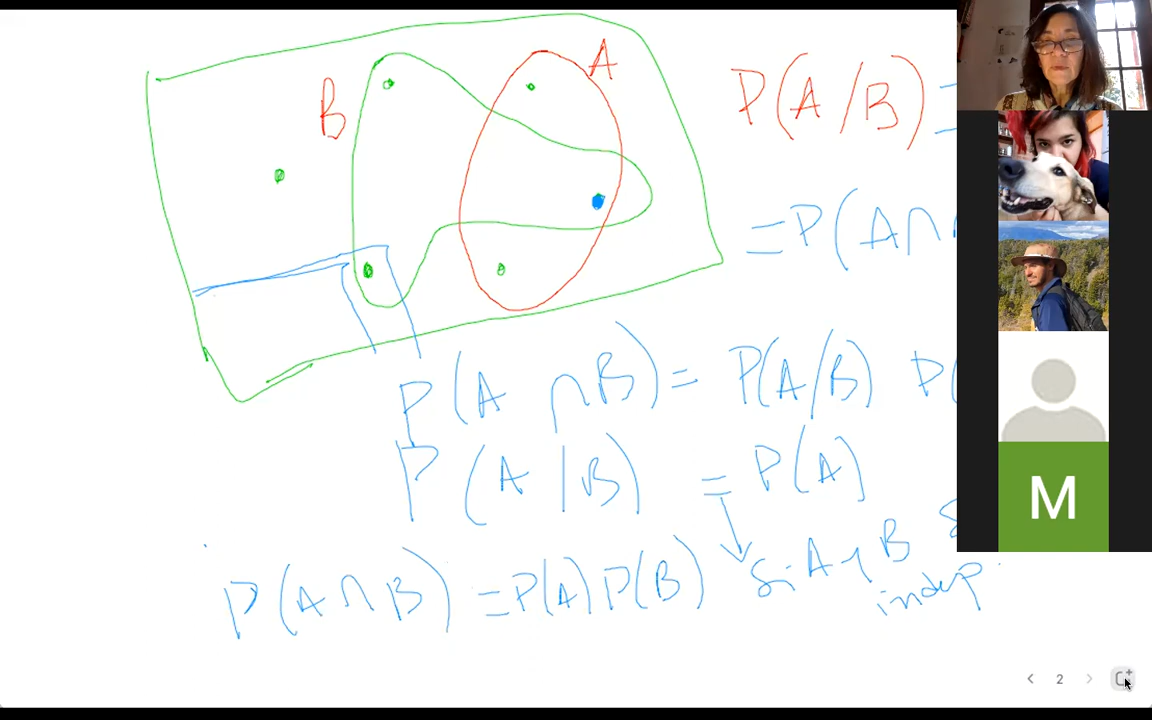 B A
P(A/B)=
=P(A∩
P(A∩B)= P(A/B) P(
P(A|B) = P(A)
P(A∩B) =P(A)P(B) Si A y B
indep.
M
2